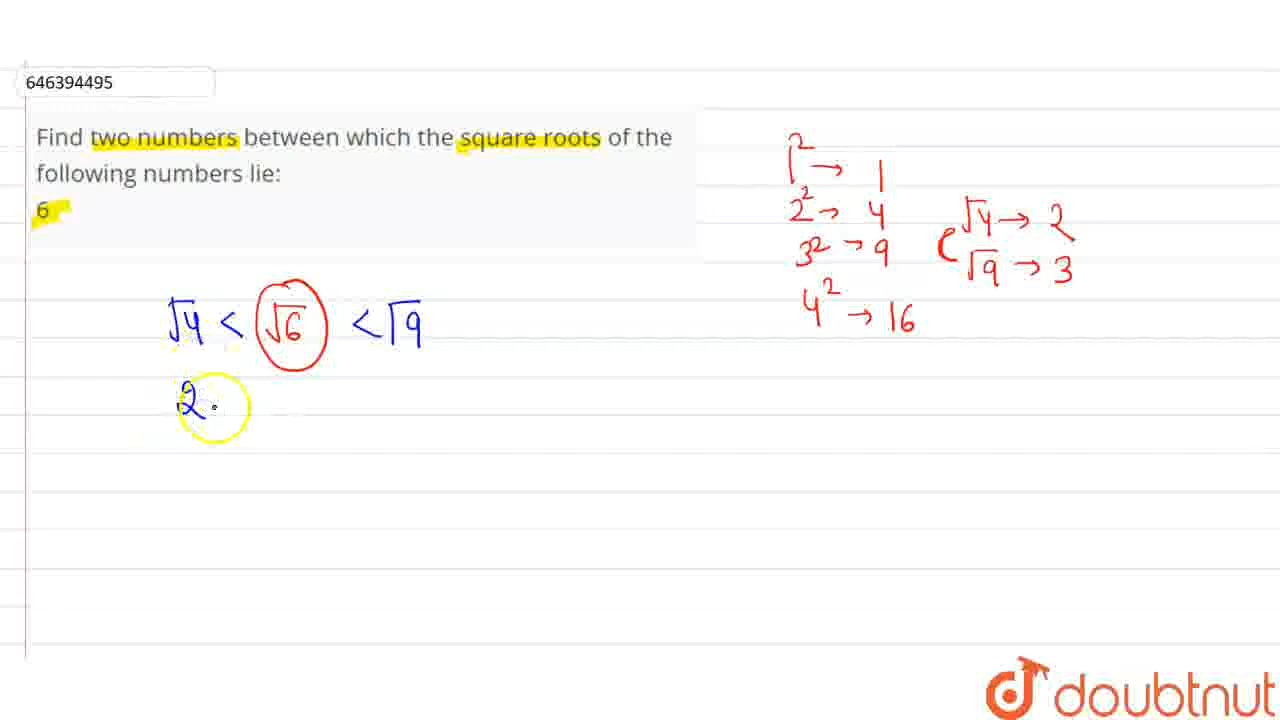 646394495
Find two numbers between which the square roots of the
following numbers lie:
6
√4 < √6 < √9
2
1² → 1
2² → 4
3² → 9
4² → 16
√4 → 2
√9 → 3
doubtnut